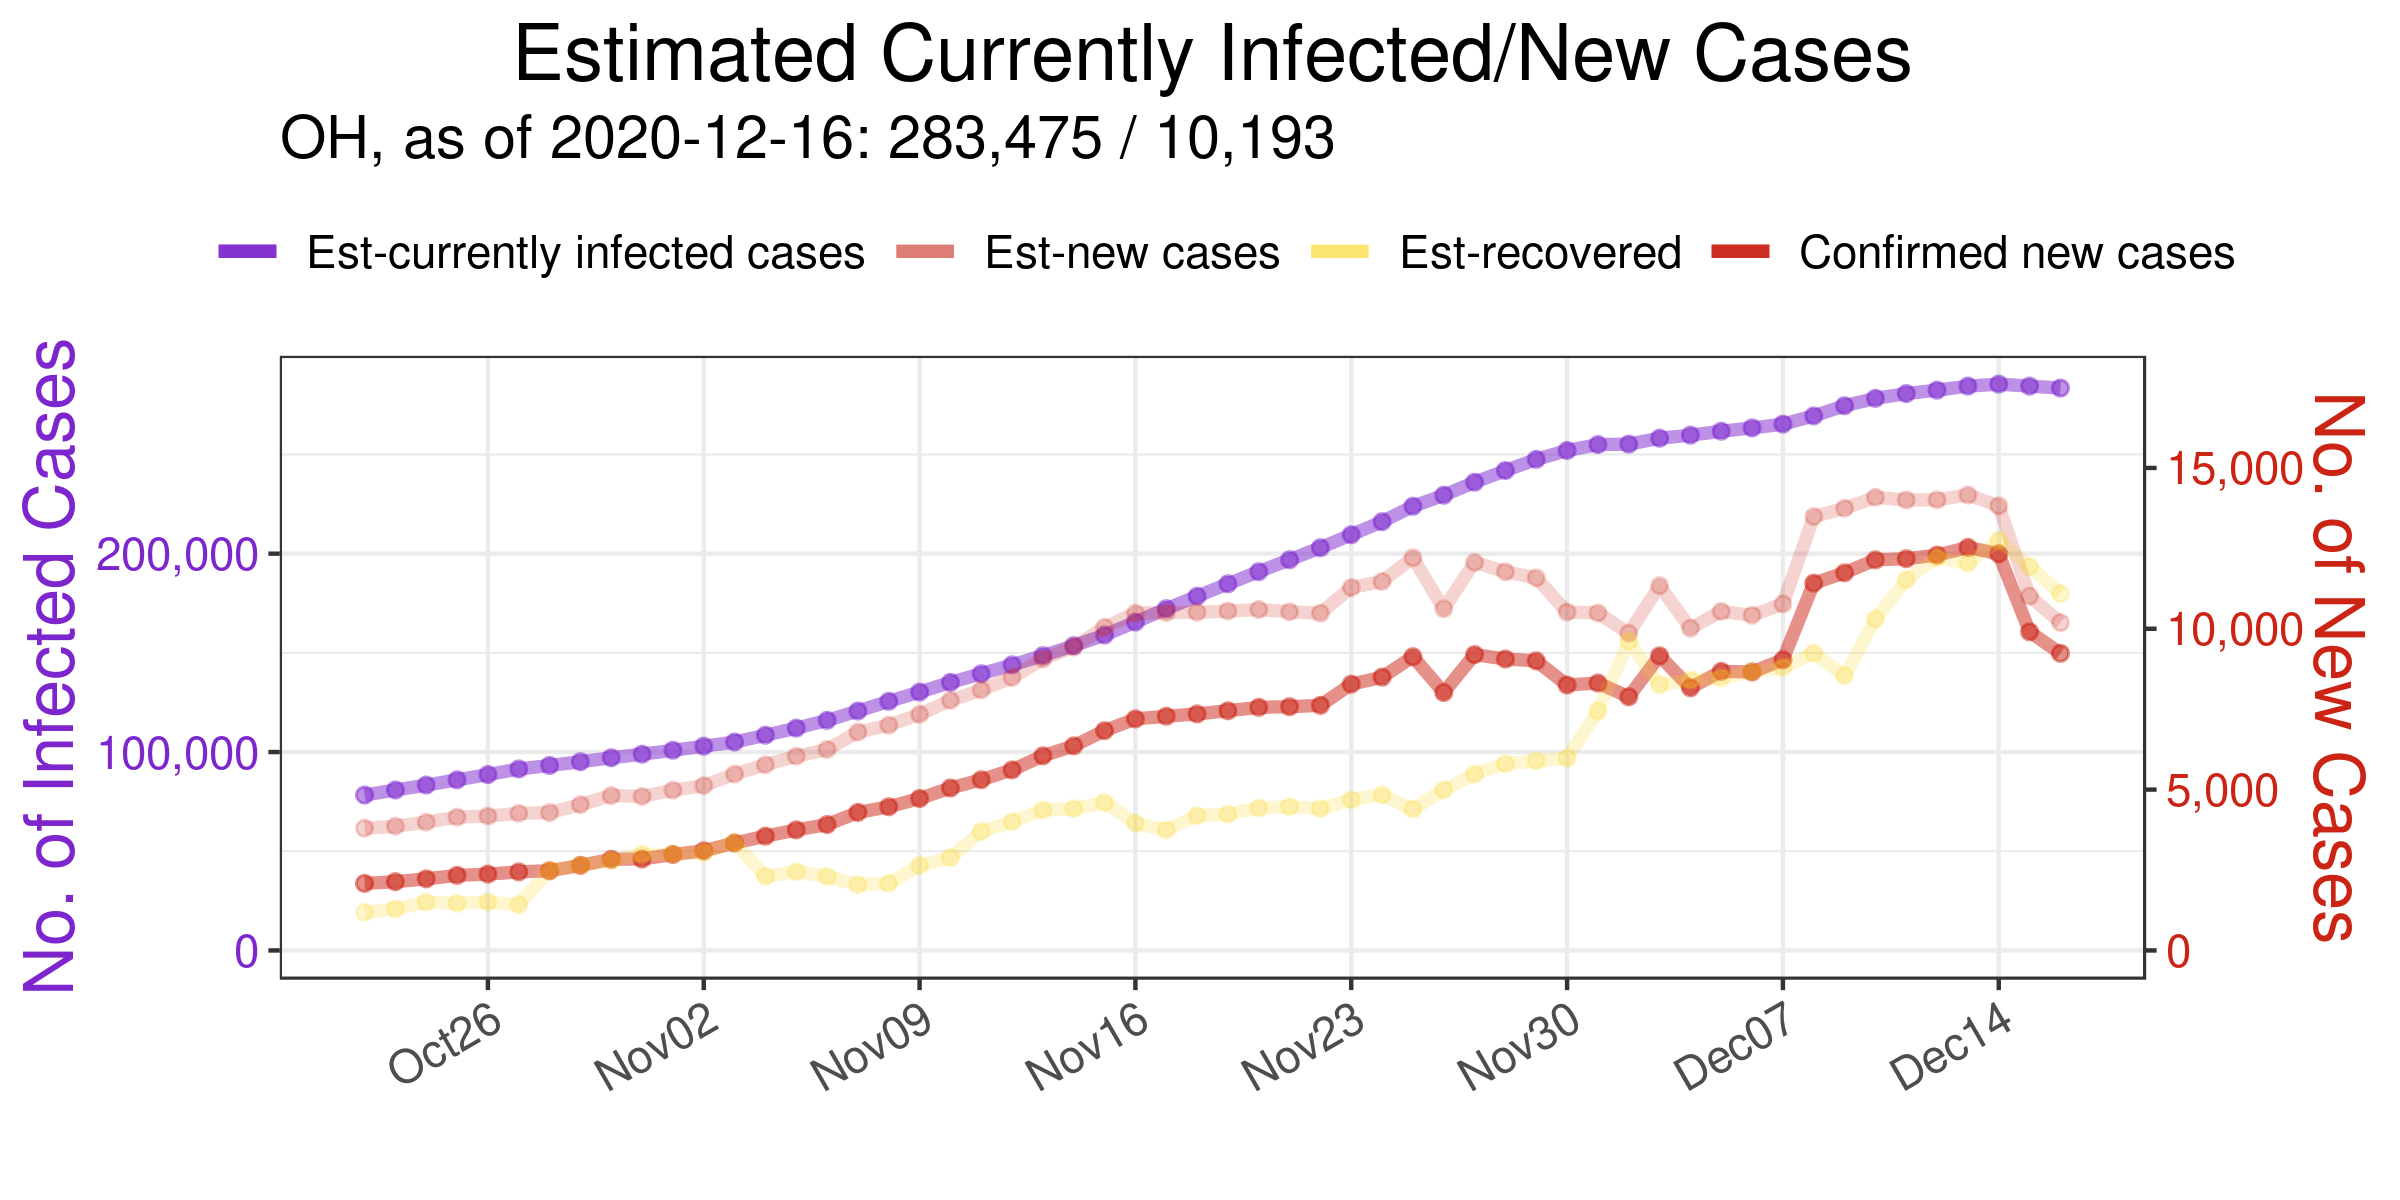 Estimated Currently Infected/New Cases
OH, as of 2020-12-16: 283,475 / 10,193
Est-currently infected cases Est-new cases Est-recovered Confirmed new cases
No. of Infected Cases
200,000
100,000
0
15,000
10,000
5,000
0
No. of New Cases
Oct26 Nov02 Nov09 Nov16 Nov23 Nov30 Dec07 Dec14